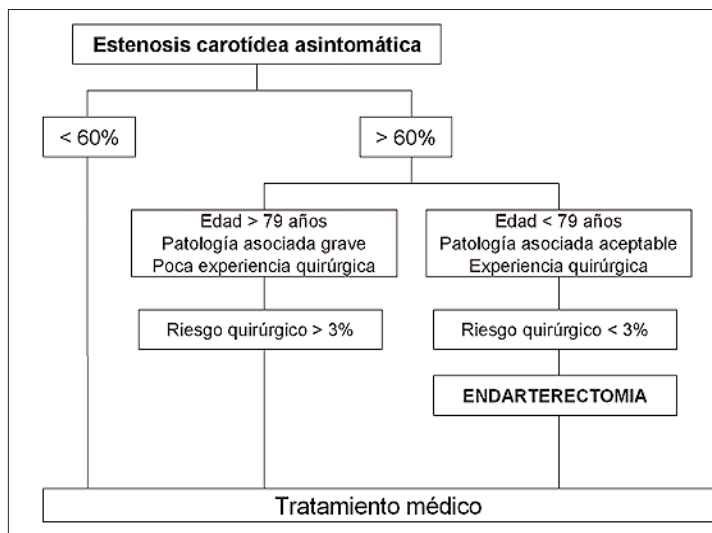 Estenosis carotídea asintomática
< 60%
> 60%
Edad > 79 años
Patología asociada grave
Poca experiencia quirúrgica
Edad < 79 años
Patología asociada aceptable
Experiencia quirúrgica
Riesgo quirúrgico > 3%
Riesgo quirúrgico < 3%
ENDARTERECTOMIA
Tratamiento médico